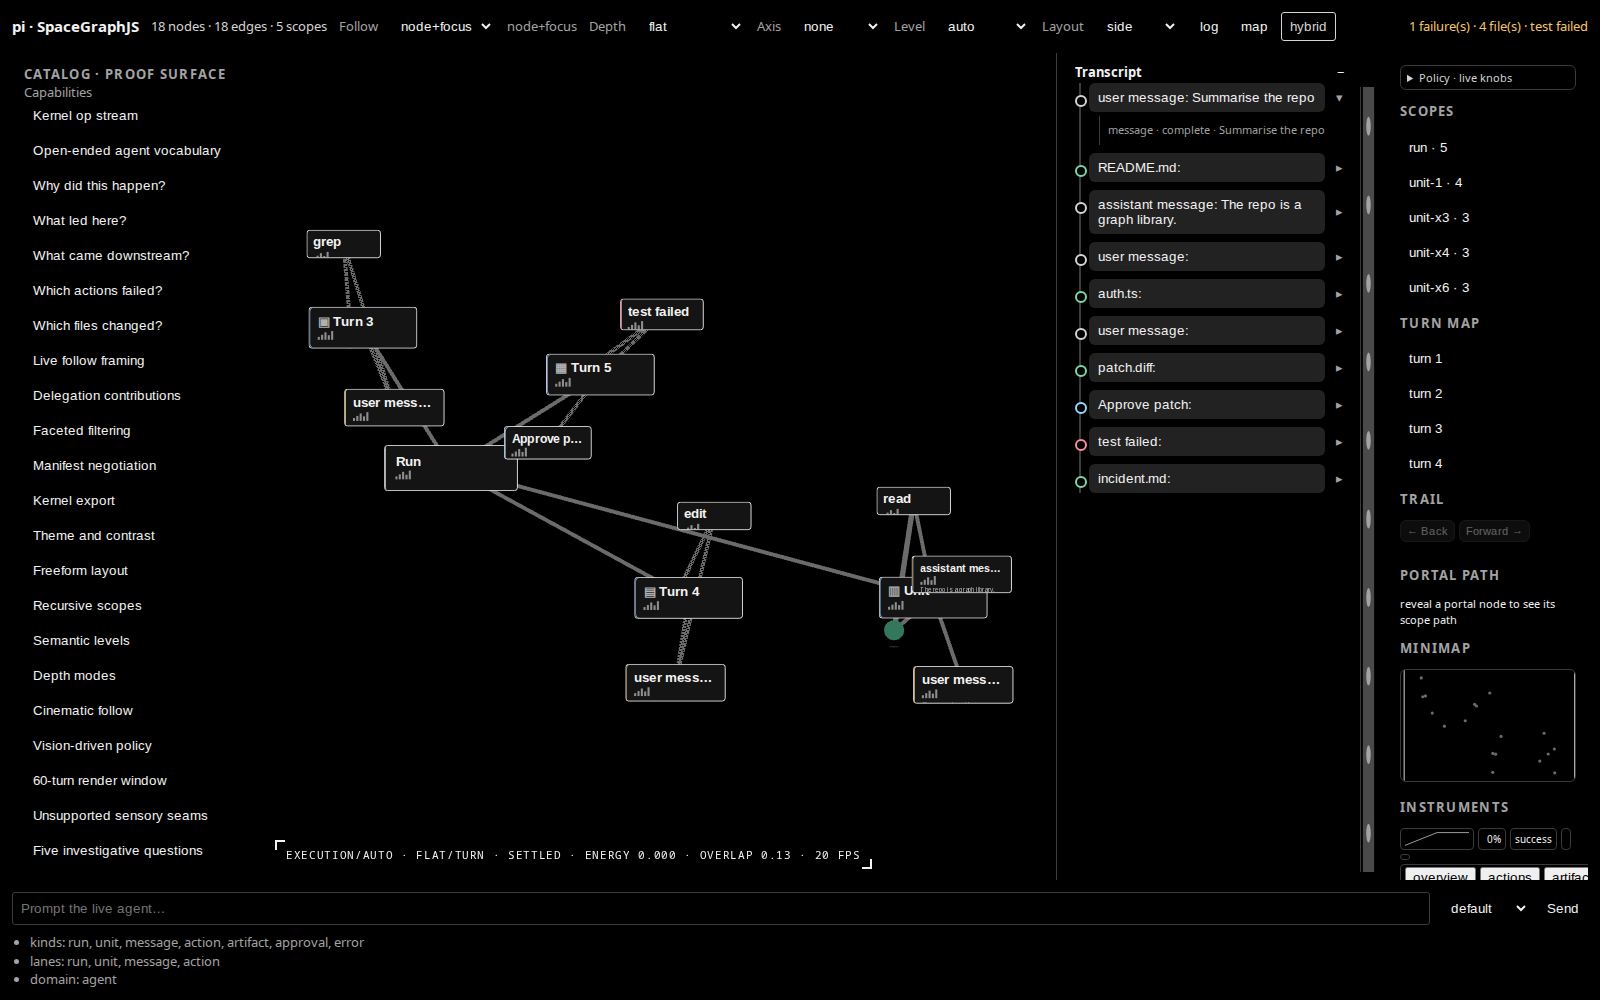 pi · SpaceGraphJS 18 nodes · 18 edges · 5 scopes Follow node+focus node+focus Depth flat Axis none Level auto Layout side log map hybrid 1 failure(s) · 4 file(s) · test failed
CATALOG · PROOF SURFACE
Capabilities
Kernel op stream
Open-ended agent vocabulary
Why did this happen?
What led here?
What came downstream?
Which actions failed?
Which files changed?
Live follow framing
Delegation contributions
Faceted filtering
Manifest negotiation
Kernel export
Theme and contrast
Freeform layout
Recursive scopes
Semantic levels
Depth modes
Cinematic follow
Vision-driven policy
60-turn render window
Unsupported sensory seams
Five investigative questions
grep
Turn 3
user mess…
test failed
Turn 5
Approve p…
Run
edit
read
assistant mes…
The repo is a graph library.
Turn 4
user mess…
user mess…
EXECUTION/AUTO · FLAT/TURN · SETTLED · ENERGY 0.000 · OVERLAP 0.13 · 20 FPS
Transcript –
user message: Summarise the repo
message · complete · Summarise the repo
README.md:
assistant message: The repo is a
graph library.
user message:
auth.ts:
user message:
patch.diff:
Approve patch:
test failed:
incident.md:
Policy · live knobs
SCOPES
run · 5
unit-1 · 4
unit-x3 · 3
unit-x4 · 3
unit-x6 · 3
TURN MAP
turn 1
turn 2
turn 3
turn 4
TRAIL
← Back Forward →
PORTAL PATH
reveal a portal node to see its
scope path
MINIMAP
INSTRUMENTS
0% success
overview actions artifac
Prompt the live agent… default Send
kinds: run, unit, message, action, artifact, approval, error
lanes: run, unit, message, action
domain: agent